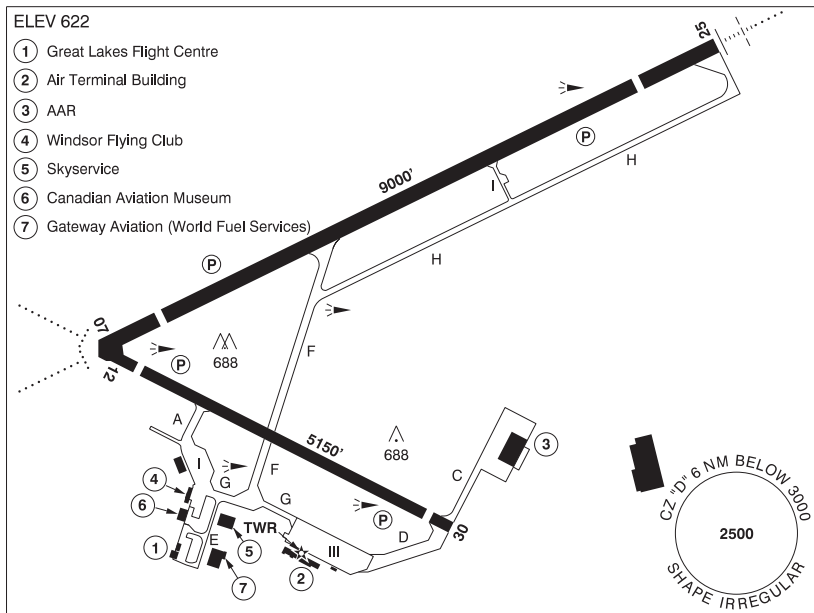 ELEV 622
1 Great Lakes Flight Centre
2 Air Terminal Building
3 AAR
4 Windsor Flying Club
5 Skyservice
6 Canadian Aviation Museum
7 Gateway Aviation (World Fuel Services)
25
P
H
9000'
I
H
P
07
F
688
P
12
A
5150'
688
3
I
G
F
C
4
G
6
P
30
TWR
D
III
1
E
5
2
7
CZ "D" 6 NM BELOW 3000
2500
SHAPE IRREGULAR